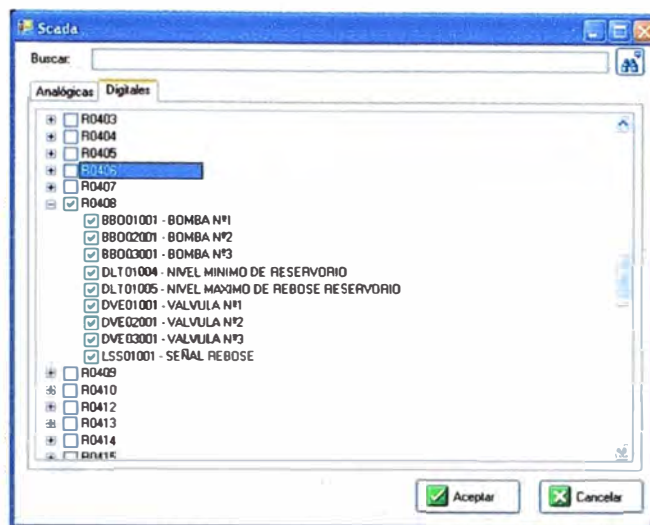 Scada
Buscar:
Analógicas Digitales
R0403
R0404
R0405
R0406
R0407
R0408
BBO01001 - BOMBA Nº1
BBO02001 - BOMBA Nº2
BBO03001 - BOMBA Nº3
DLT01004 - NIVEL MINIMO DE RESERVORIO
DLT01005 - NIVEL MAXIMO DE REBOSE RESERVORIO
DVE01001 - VALVULA Nº1
DVE02001 - VALVULA Nº2
DVE03001 - VALVULA Nº3
LSS01001 - SEÑAL REBOSE
R0409
R0410
R0412
R0413
R0414
R0415
Aceptar Cancelar